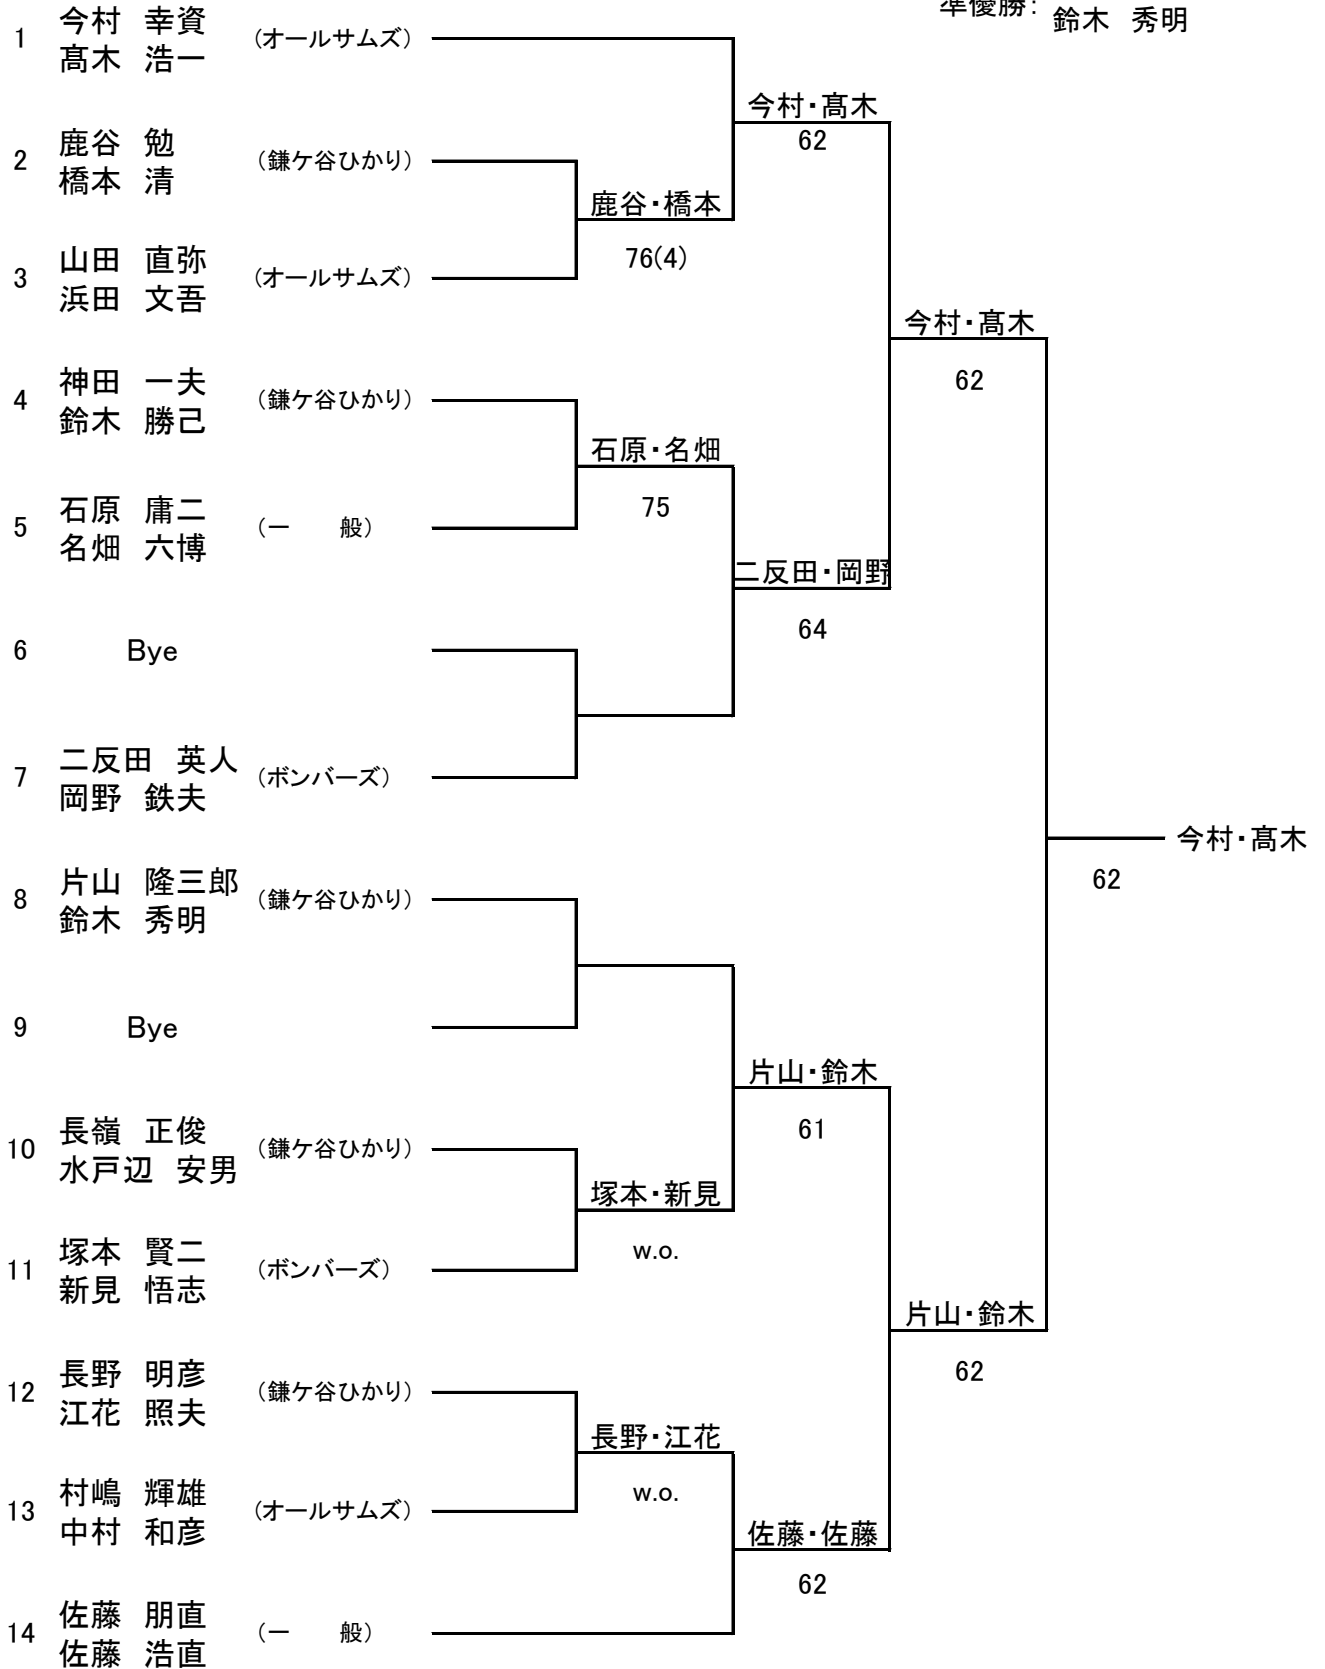 準優勝：
鈴木　秀明
1 今村　幸資 （オールサムズ）
髙木　浩一
今村・髙木
62
2 鹿谷　勉 （鎌ケ谷ひかり）
橋本　清
鹿谷・橋本
76(4)
3 山田　直弥 （オールサムズ）
浜田　文吾
今村・髙木
62
4 神田　一夫 （鎌ケ谷ひかり）
鈴木　勝己
石原・名畑
75
5 石原　庸二 （一　　般）
名畑　六博
二反田・岡野
64
6 Bye
7 二反田　英人 （ボンバーズ）
岡野　鉄夫
今村・髙木
62
8 片山　隆三郎 （鎌ケ谷ひかり）
鈴木　秀明
9 Bye
片山・鈴木
61
10 長嶺　正俊 （鎌ケ谷ひかり）
水戸辺　安男
塚本・新見
w.o.
11 塚本　賢二 （ボンバーズ）
新見　悟志
片山・鈴木
62
12 長野　明彦 （鎌ケ谷ひかり）
江花　照夫
長野・江花
w.o.
13 村嶋　輝雄 （オールサムズ）
中村　和彦
佐藤・佐藤
62
14 佐藤　朋直 （一　　般）
佐藤　浩直